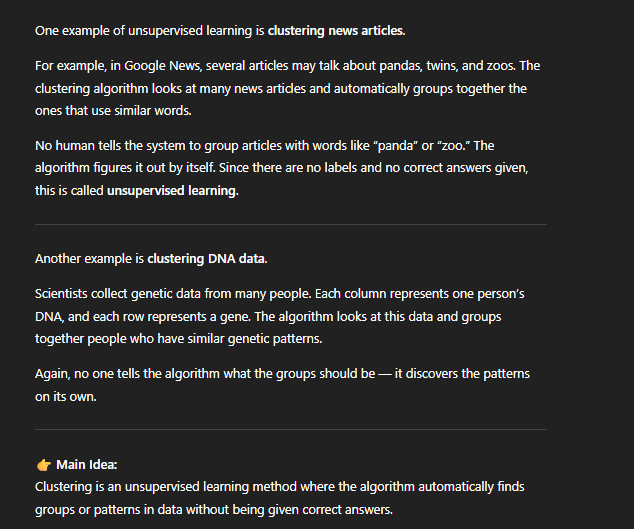 One example of unsupervised learning is clustering news articles.
For example, in Google News, several articles may talk about pandas, twins, and zoos. The
clustering algorithm looks at many news articles and automatically groups together the
ones that use similar words.
No human tells the system to group articles with words like “panda” or “zoo.” The
algorithm figures it out by itself. Since there are no labels and no correct answers given,
this is called unsupervised learning.
Another example is clustering DNA data.
Scientists collect genetic data from many people. Each column represents one person’s
DNA, and each row represents a gene. The algorithm looks at this data and groups
together people who have similar genetic patterns.
Again, no one tells the algorithm what the groups should be — it discovers the patterns
on its own.
👉 Main Idea:
Clustering is an unsupervised learning method where the algorithm automatically finds
groups or patterns in data without being given correct answers.